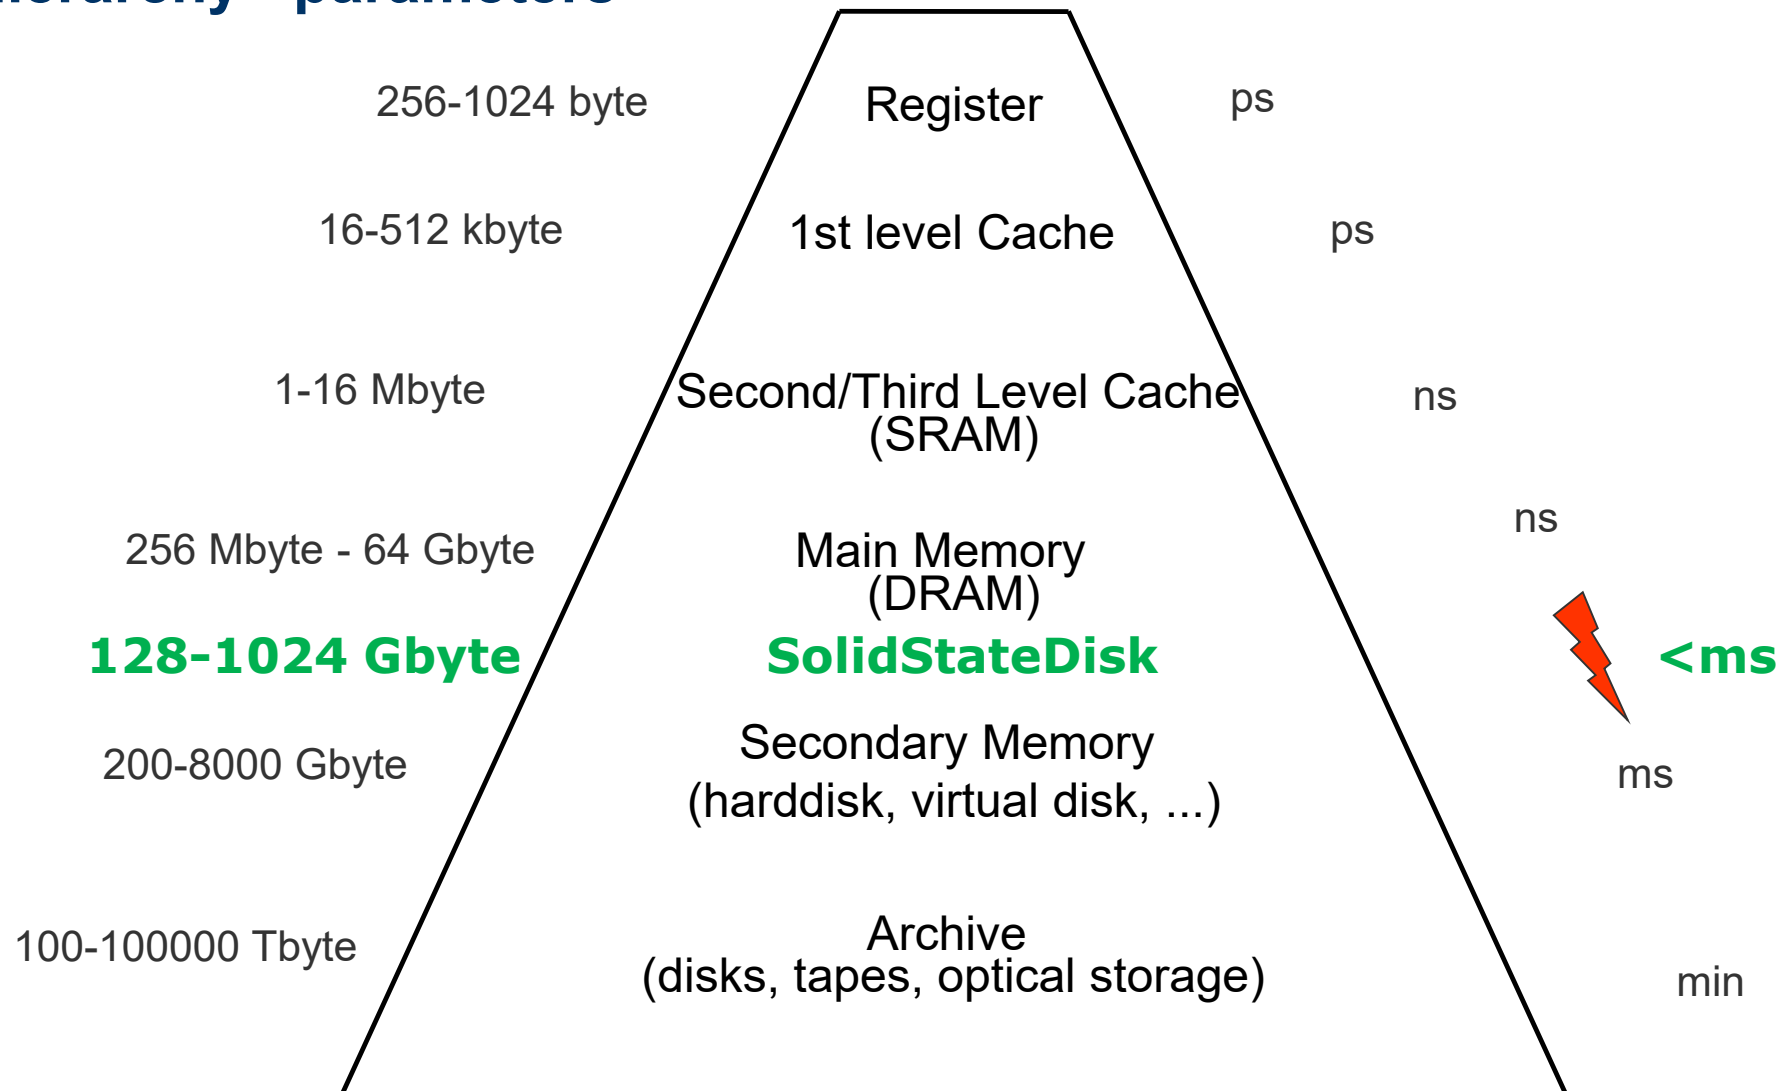 parameters
256-1024 byte Register ps
16-512 kbyte 1st level Cache ps
1-16 Mbyte Second/Third Level Cache ns
(SRAM)
ns
256 Mbyte - 64 Gbyte Main Memory
(DRAM)
128-1024 Gbyte SolidStateDisk <ms
Secondary Memory
200-8000 Gbyte ms
(harddisk, virtual disk, ...)
Archive
100-100000 Tbyte
(disks, tapes, optical storage)
min